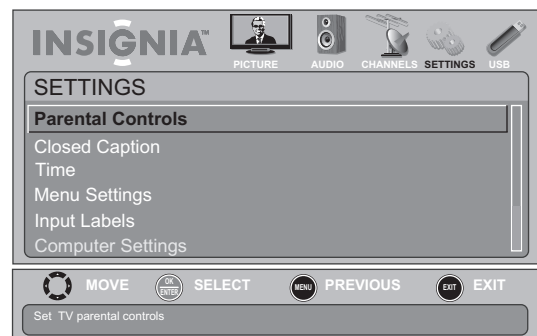 INSIGNIA™
PICTURE AUDIO CHANNELS SETTINGS USB
SETTINGS
Parental Controls
Closed Caption
Time
Menu Settings
Input Labels
Computer Settings
MOVE OK ENTER SELECT MENU PREVIOUS EXIT EXIT
Set TV parental controls